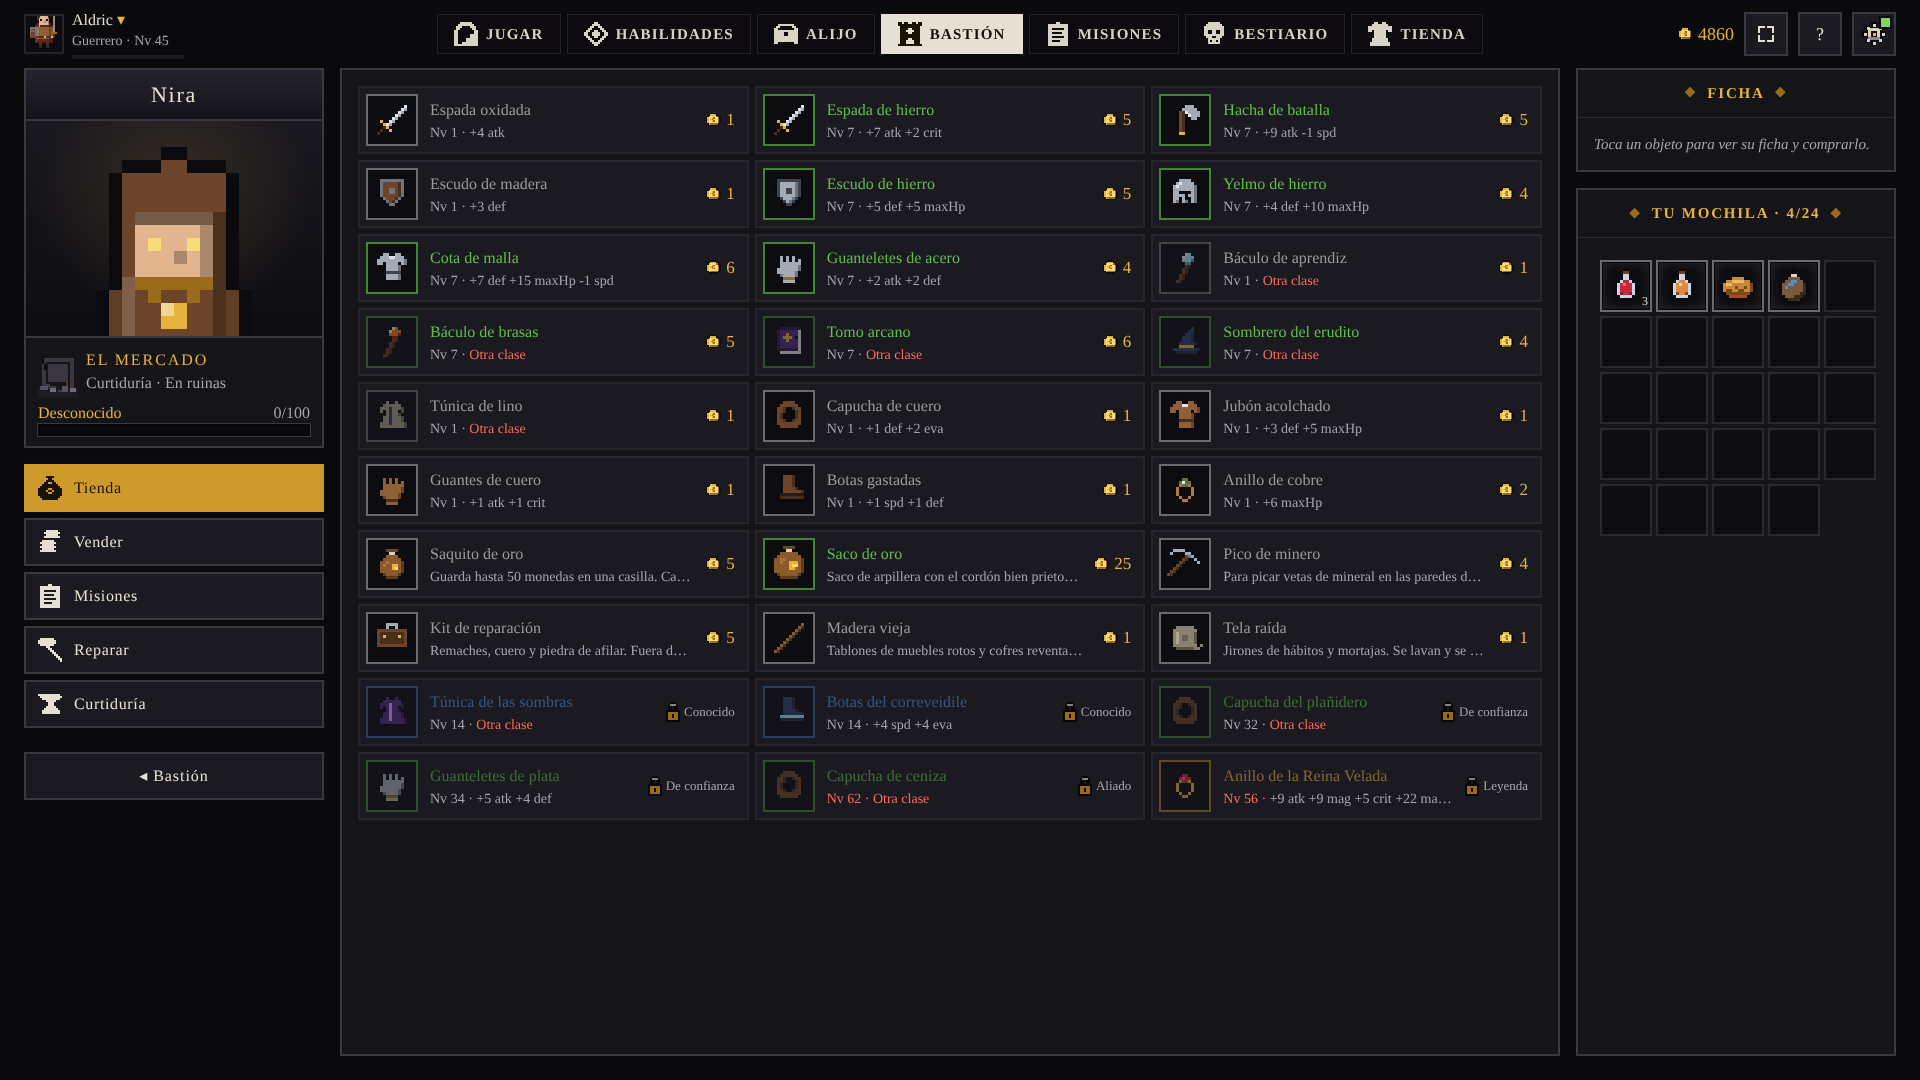 Aldric ▾
Guerrero · Nv 45
JUGAR
HABILIDADES
ALIJO
BASTIÓN
MISIONES
BESTIARIO
TIENDA
4860
?
Nira
EL MERCADO
Curtiduría · En ruinas
Desconocido 0/100
Tienda
Vender
Misiones
Reparar
Curtiduría
◂ Bastión
Espada oxidada
Nv 1 · +4 atk
1
Espada de hierro
Nv 7 · +7 atk +2 crit
5
Hacha de batalla
Nv 7 · +9 atk -1 spd
5
Escudo de madera
Nv 1 · +3 def
1
Escudo de hierro
Nv 7 · +5 def +5 maxHp
5
Yelmo de hierro
Nv 7 · +4 def +10 maxHp
4
Cota de malla
Nv 7 · +7 def +15 maxHp -1 spd
6
Guanteletes de acero
Nv 7 · +2 atk +2 def
4
Báculo de aprendiz
Nv 1 · Otra clase
1
Báculo de brasas
Nv 7 · Otra clase
5
Tomo arcano
Nv 7 · Otra clase
6
Sombrero del erudito
Nv 7 · Otra clase
4
Túnica de lino
Nv 1 · Otra clase
1
Capucha de cuero
Nv 1 · +1 def +2 eva
1
Jubón acolchado
Nv 1 · +3 def +5 maxHp
1
Guantes de cuero
Nv 1 · +1 atk +1 crit
1
Botas gastadas
Nv 1 · +1 spd +1 def
1
Anillo de cobre
Nv 1 · +6 maxHp
2
Saquito de oro
Guarda hasta 50 monedas en una casilla. Ca…
5
Saco de oro
Saco de arpillera con el cordón bien prieto…
25
Pico de minero
Para picar vetas de mineral en las paredes d…
4
Kit de reparación
Remaches, cuero y piedra de afilar. Fuera d…
5
Madera vieja
Tablones de muebles rotos y cofres reventa…
1
Tela raída
Jirones de hábitos y mortajas. Se lavan y se …
1
Túnica de las sombras
Nv 14 · Otra clase
Conocido
Botas del correveidile
Nv 14 · +4 spd +4 eva
Conocido
Capucha del plañidero
Nv 32 · Otra clase
De confianza
Guanteletes de plata
Nv 34 · +5 atk +4 def
De confianza
Capucha de ceniza
Nv 62 · Otra clase
Aliado
Anillo de la Reina Velada
Nv 56 · +9 atk +9 mag +5 crit +22 ma…
Leyenda
FICHA
Toca un objeto para ver su ficha y comprarlo.
TU MOCHILA · 4/24
3